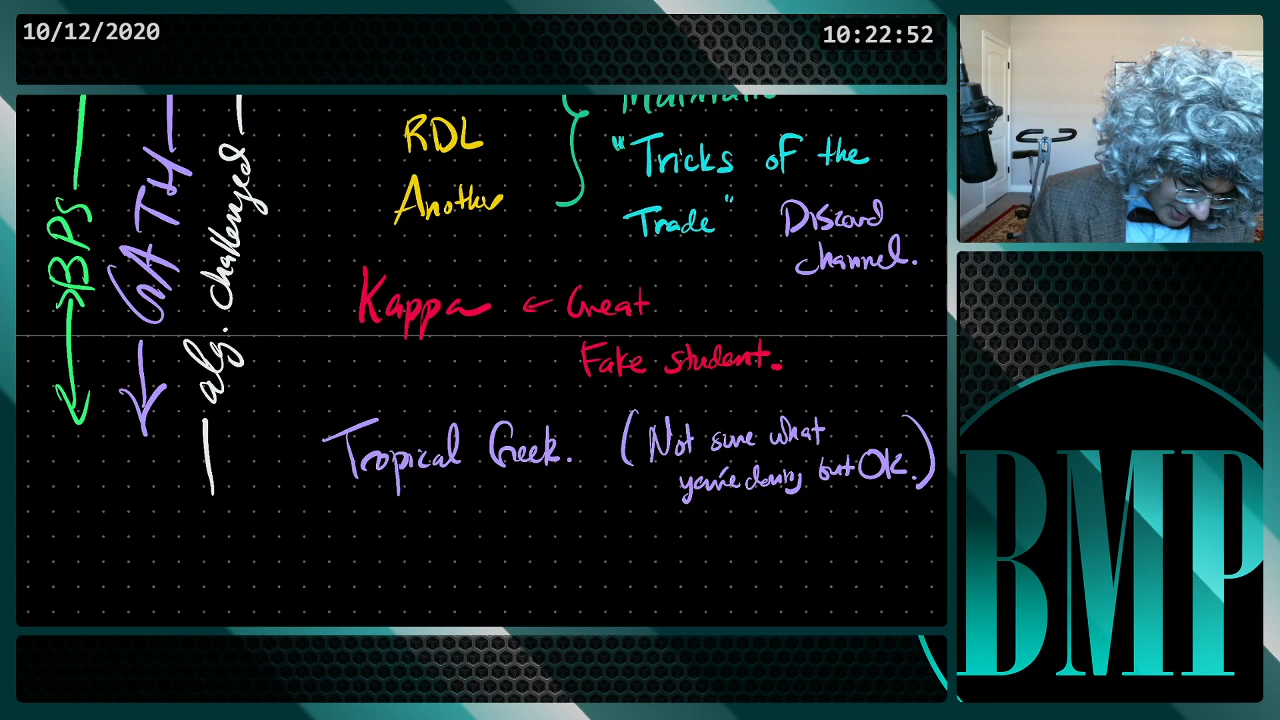 10/12/2020
10:22:52
RDL
Another
"Tricks of the
Trade" Discord
channel.
Kappa ← Great
Fake student.
Tropical Greek. (Not sure what
you're doing but OK.)
BPS
GATH
alg. challenged
BMP